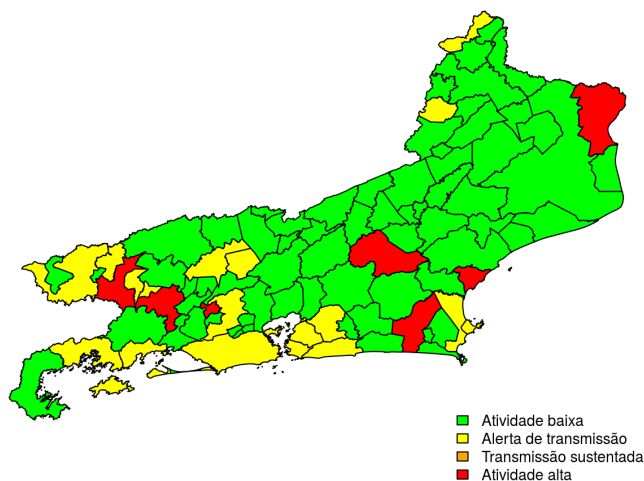 Atividade baixa
Alerta de transmissão
Transmissão sustentada
Atividade alta